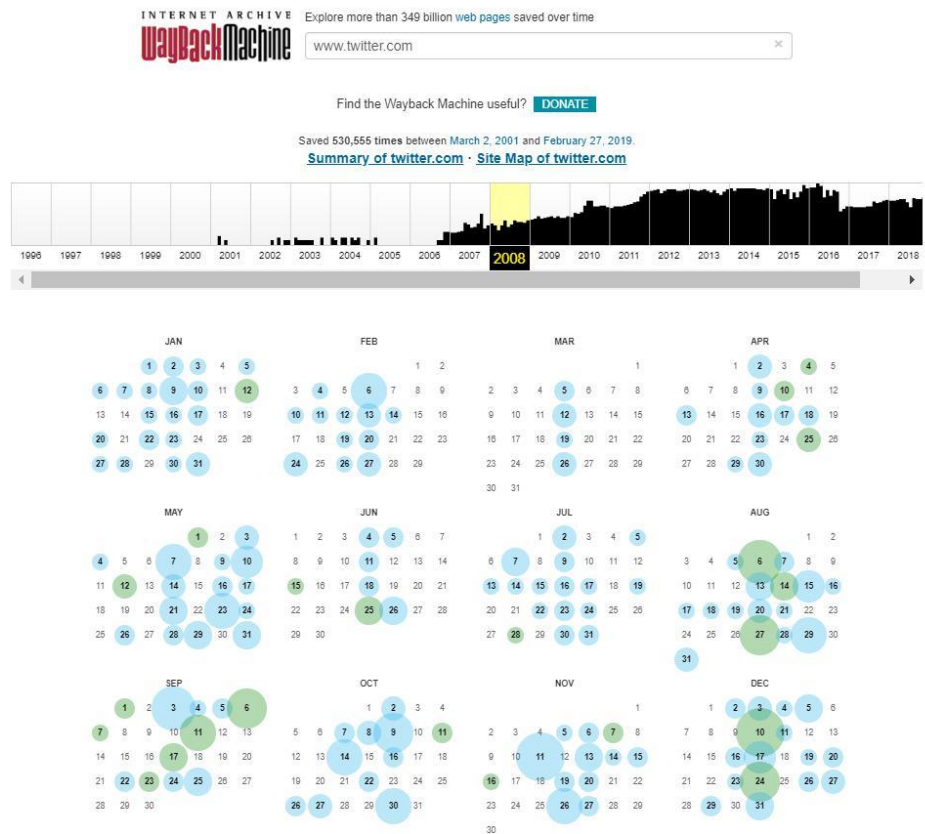 INTERNET ARCHIVE
WayBackMachine
Explore more than 349 billion web pages saved over time
www.twitter.com ×
Find the Wayback Machine useful? DONATE
Saved 530,555 times between March 2, 2001 and February 27, 2019.
Summary of twitter.com · Site Map of twitter.com
1996 1997 1998 1999 2000 2001 2002 2003 2004 2005 2006 2007 2008 2009 2010 2011 2012 2013 2014 2015 2016 2017 2018
JAN FEB MAR APR
1 2 3 4 5 1 2 1 1 2 3 4 5
6 7 8 9 10 11 12 3 4 5 6 7 8 9 2 3 4 5 6 7 8 6 7 8 9 10 11 12
13 14 15 16 17 18 19 10 11 12 13 14 15 16 9 10 11 12 13 14 15 13 14 15 16 17 18 19
20 21 22 23 24 25 26 17 18 19 20 21 22 23 16 17 18 19 20 21 22 20 21 22 23 24 25 26
27 28 29 30 31 24 25 26 27 28 29 23 24 25 26 27 28 29 27 28 29 30
30 31
MAY JUN JUL AUG
1 2 3 1 2 3 4 5 6 7 1 2 3 4 5 1 2
4 5 6 7 8 9 10 8 9 10 11 12 13 14 6 7 8 9 10 11 12 3 4 5 6 7 8 9
11 12 13 14 15 16 17 15 16 17 18 19 20 21 13 14 15 16 17 18 19 10 11 12 13 14 15 16
18 19 20 21 22 23 24 22 23 24 25 26 27 28 20 21 22 23 24 25 26 17 18 19 20 21 22 23
25 26 27 28 29 30 31 29 30 27 28 29 30 31 24 25 26 27 28 29 30
31
SEP OCT NOV DEC
1 2 3 4 5 6 1 2 3 4 1 1 2 3 4 5 6
7 8 9 10 11 12 13 5 6 7 8 9 10 11 2 3 4 5 6 7 8 7 8 9 10 11 12 13
14 15 16 17 18 19 20 12 13 14 15 16 17 18 9 10 11 12 13 14 15 14 15 16 17 18 19 20
21 22 23 24 25 26 27 19 20 21 22 23 24 25 16 17 18 19 20 21 22 21 22 23 24 25 26 27
28 29 30 26 27 28 29 30 31 23 24 25 26 27 28 29 28 29 30 31
30